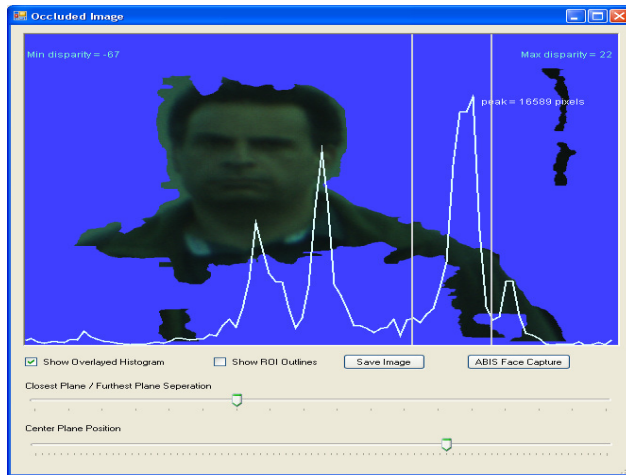 Occluded Image
Min disparity = -67
Max disparity = 22
peak = 16589 pixels
Show Overlayed Histogram
Show ROI Outlines
Save Image
ABIS Face Capture
Closest Plane / Furthest Plane Seperation
Center Plane Position